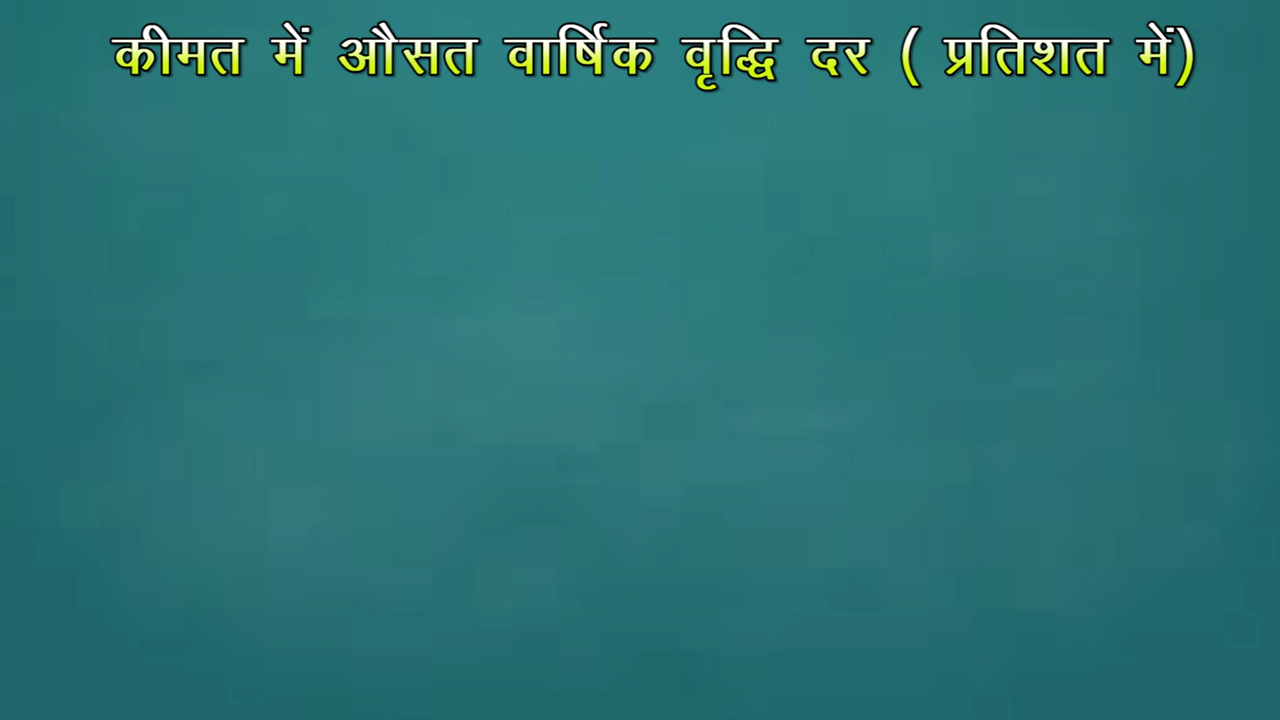 कीमत में औसत वार्षिक वृद्धि दर ( प्रतिशत में)